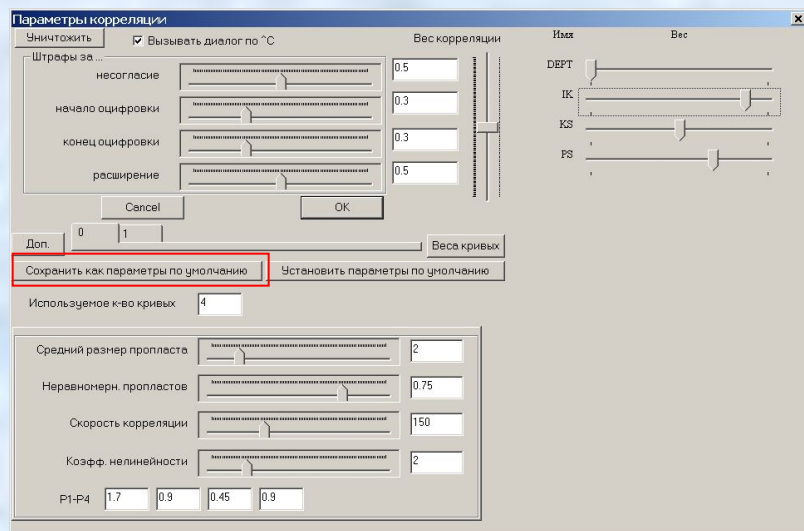 Параметры корреляции
Уничтожить
Вызывать диалог по ^C
Вес корреляции
Имя Вес
Штрафы за ...
несогласие 0.5
начало оцифровки 0.3
конец оцифровки 0.3
расширение 0.5
DEPT
IK
KS
PS
Cancel OK
Доп. 0 1 Веса кривых
Сохранить как параметры по умолчанию Установить параметры по умолчанию
Используемое к-во кривых 4
Средний размер пропласта 2
Неравномерн. пропластов 0.75
Скорость корреляции 150
Коэфф. нелинейности 2
P1-P4 1.7 0.9 0.45 0.9